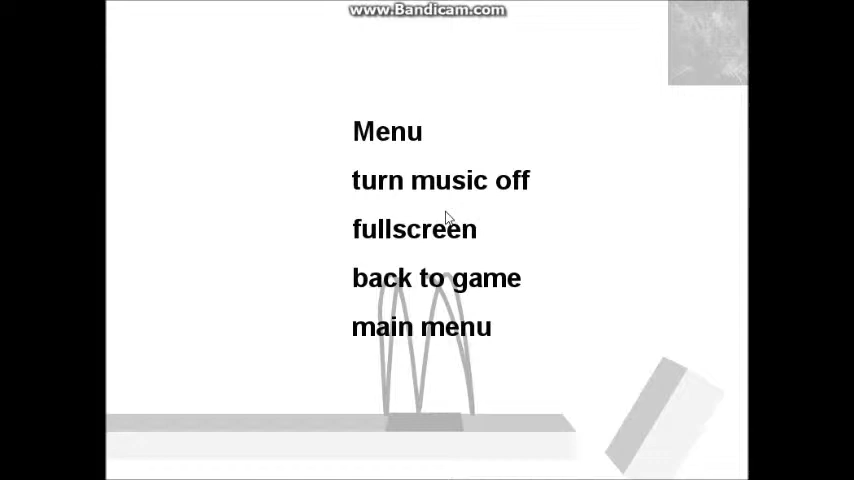 www.Bandicam.com
Menu
turn music off
fullscreen
back to game
main menu